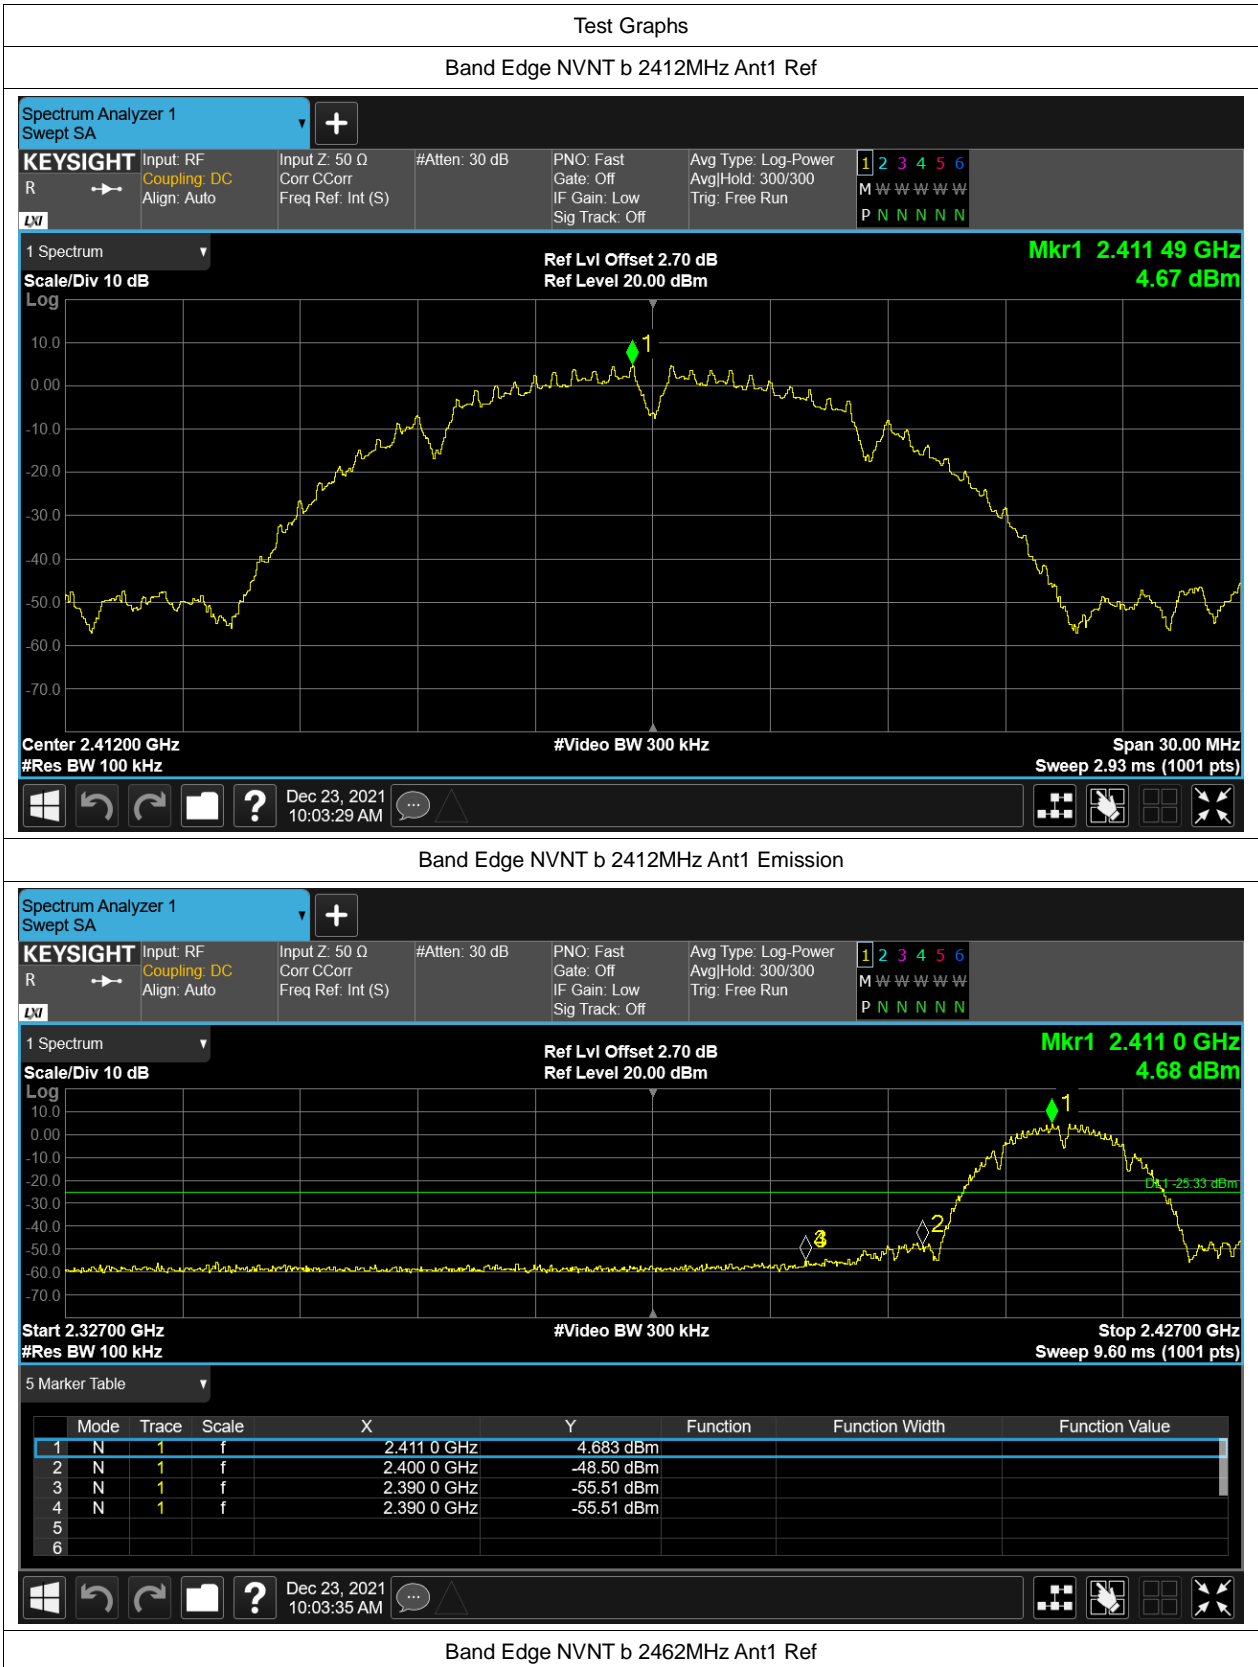 Test Graphs
Band Edge NVNT b 2412MHz Ant1 Ref
Spectrum Analyzer 1
Swept SA
KEYSIGHT Input: RF Input Z: 50 Ω #Atten: 30 dB PNO: Fast Avg Type: Log-Power 1 2 3 4 5 6
R Coupling: DC Corr CCorr Gate: Off Avg|Hold: 300/300 M W W W W W
Align: Auto Freq Ref: Int (S) IF Gain: Low Trig: Free Run
LXI Sig Track: Off P N N N N N
1 Spectrum Ref Lvl Offset 2.70 dB Mkr1 2.411 49 GHz
Scale/Div 10 dB Ref Level 20.00 dBm 4.67 dBm
Log
10.0
1
0.00
-10.0
-20.0
-30.0
-40.0
-50.0
-60.0
-70.0
Center 2.41200 GHz #Video BW 300 kHz Span 30.00 MHz
#Res BW 100 kHz Sweep 2.93 ms (1001 pts)
? Dec 23, 2021
10:03:29 AM
Band Edge NVNT b 2412MHz Ant1 Emission
Spectrum Analyzer 1
Swept SA
KEYSIGHT Input: RF Input Z: 50 Ω #Atten: 30 dB PNO: Fast Avg Type: Log-Power 1 2 3 4 5 6
R Coupling: DC Corr CCorr Gate: Off Avg|Hold: 300/300 M W W W W W
Align: Auto Freq Ref: Int (S) IF Gain: Low Trig: Free Run
LXI Sig Track: Off P N N N N N
1 Spectrum Ref Lvl Offset 2.70 dB Mkr1 2.411 0 GHz
Scale/Div 10 dB Ref Level 20.00 dBm 4.68 dBm
Log
10.0 1
0.00
-10.0
-20.0 DL1 -25.33 dBm
-30.0
-40.0 2
-50.0
-60.0
-70.0
Start 2.32700 GHz #Video BW 300 kHz Stop 2.42700 GHz
#Res BW 100 kHz Sweep 9.60 ms (1001 pts)
5 Marker Table
Mode Trace Scale X Y Function Function Width Function Value
1 N 1 f 2.411 0 GHz 4.683 dBm
2 N 1 f 2.400 0 GHz -48.50 dBm
3 N 1 f 2.390 0 GHz -55.51 dBm
4 N 1 f 2.390 0 GHz -55.51 dBm
5
6
? Dec 23, 2021
10:03:35 AM
Band Edge NVNT b 2462MHz Ant1 Ref